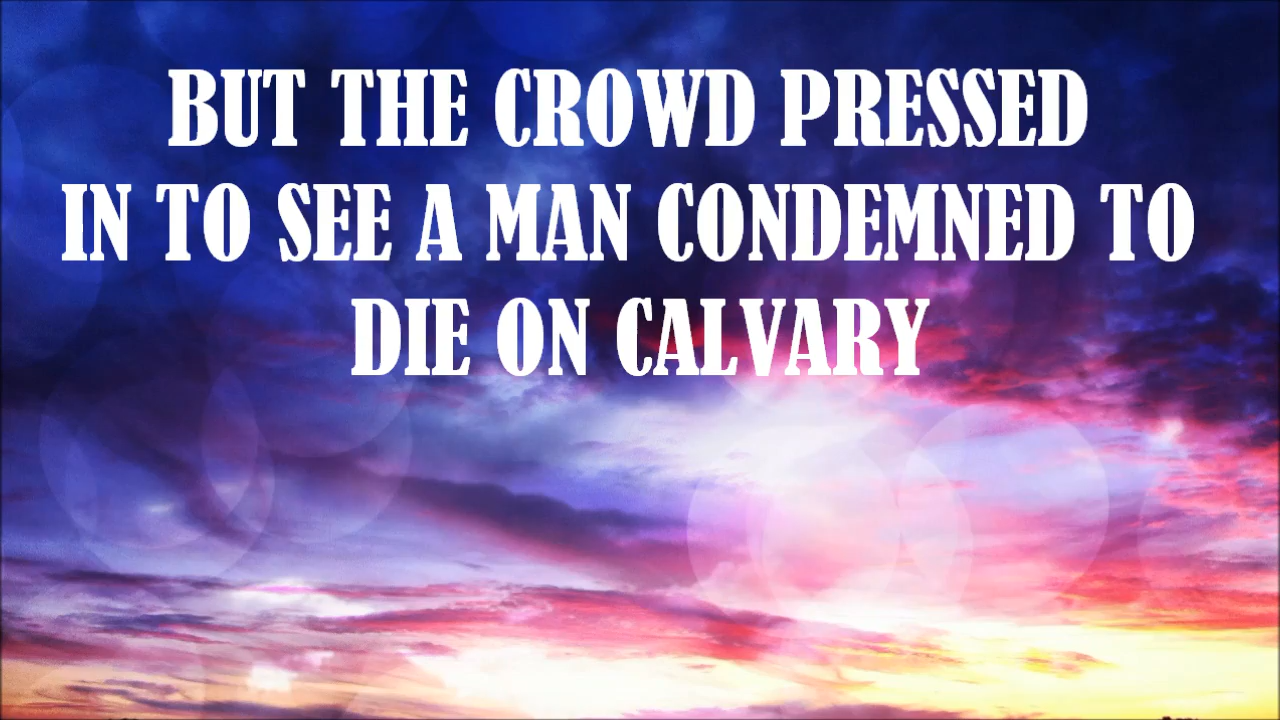 BUT THE CROWD PRESSED
IN TO SEE A MAN CONDEMNED TO
DIE ON CALVARY